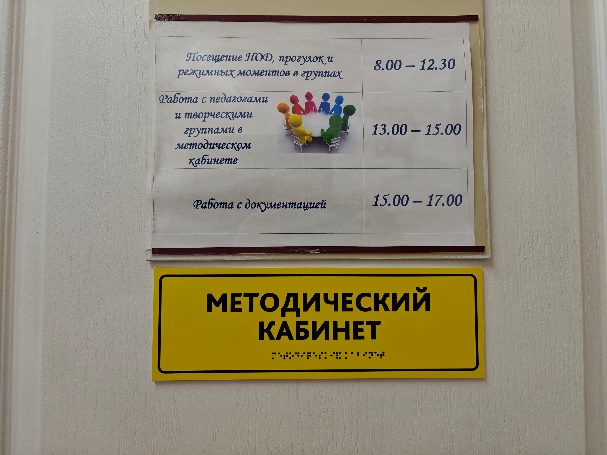 Посещение НОД, прогулок и
режимных моментов в группах
8.00 – 12.30
Работа с педагогами
и творческими
группами в
методическом
кабинете
13.00 – 15.00
Работа с документацией
15.00 – 17.00
МЕТОДИЧЕСКИЙ
КАБИНЕТ